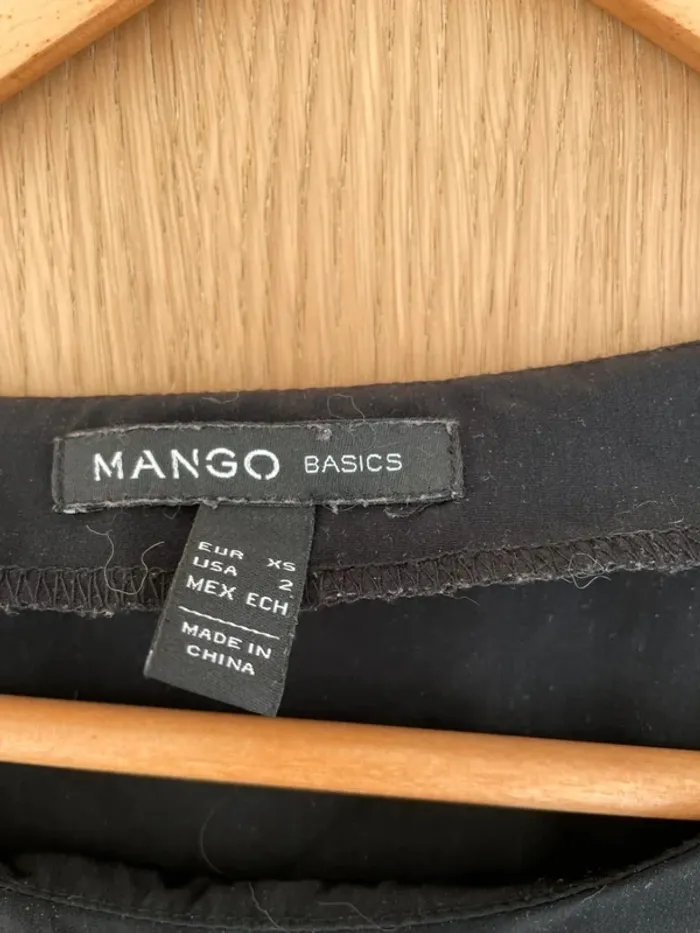 MANGO BASICS
EUR XS
USA 2
MEX ECH
MADE IN
CHINA